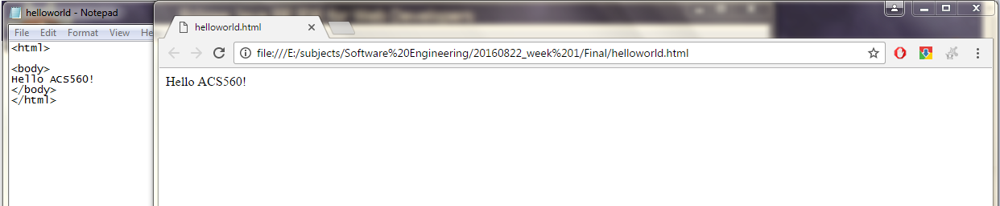 helloworld - Notepad
File Edit Format View He
<html>
<body>
Hello ACS560!
</body>
</html>
helloworld.html
file:///E:/subjects/Software%20Engineering/20160822_week%201/Final/helloworld.html
Hello ACS560!